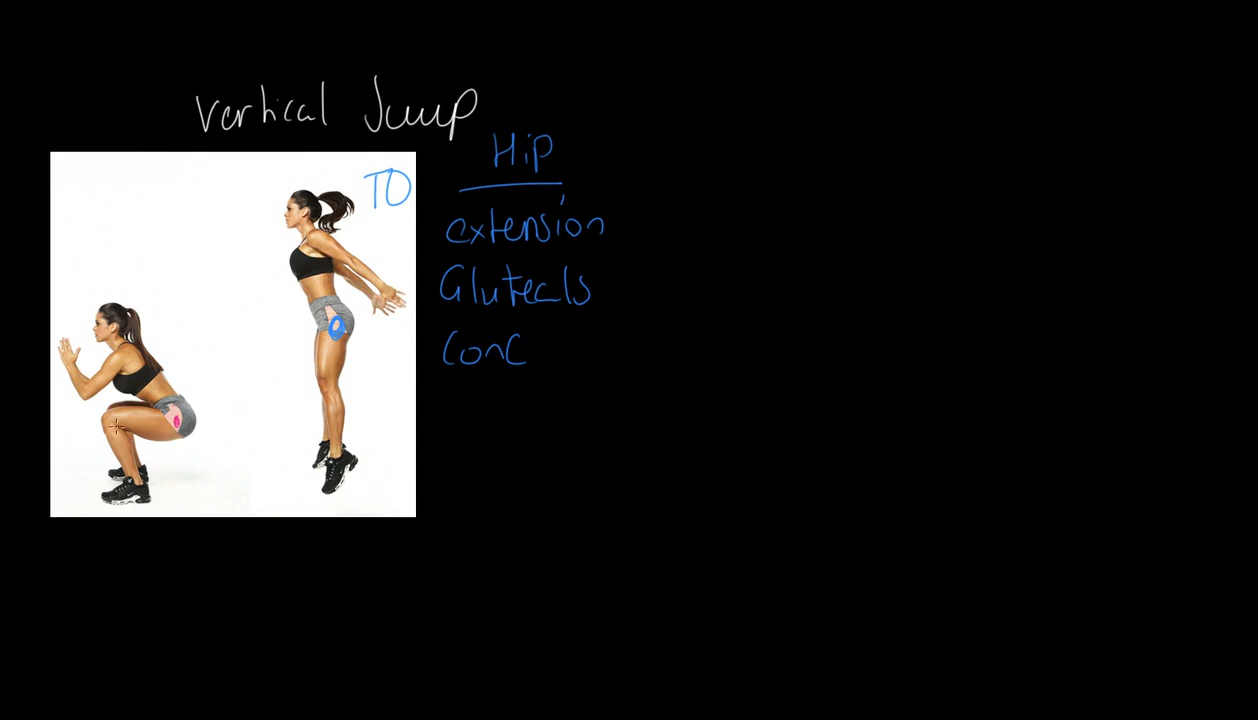 Vertical Jump
TO
Hip
extension
Gluteals
Conc